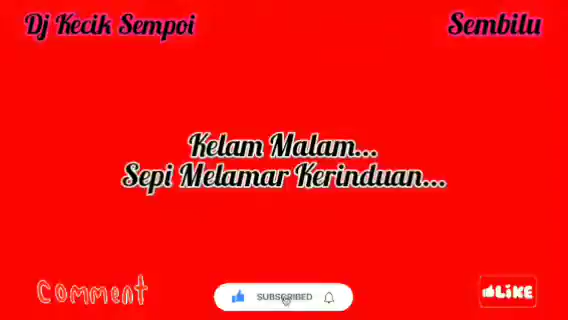 Dj Kecik Sempoi
Sembilu
Kelam Malam...
Sepi Melamar Kerinduan...
Comment
SUBSCRIBED
LiKE